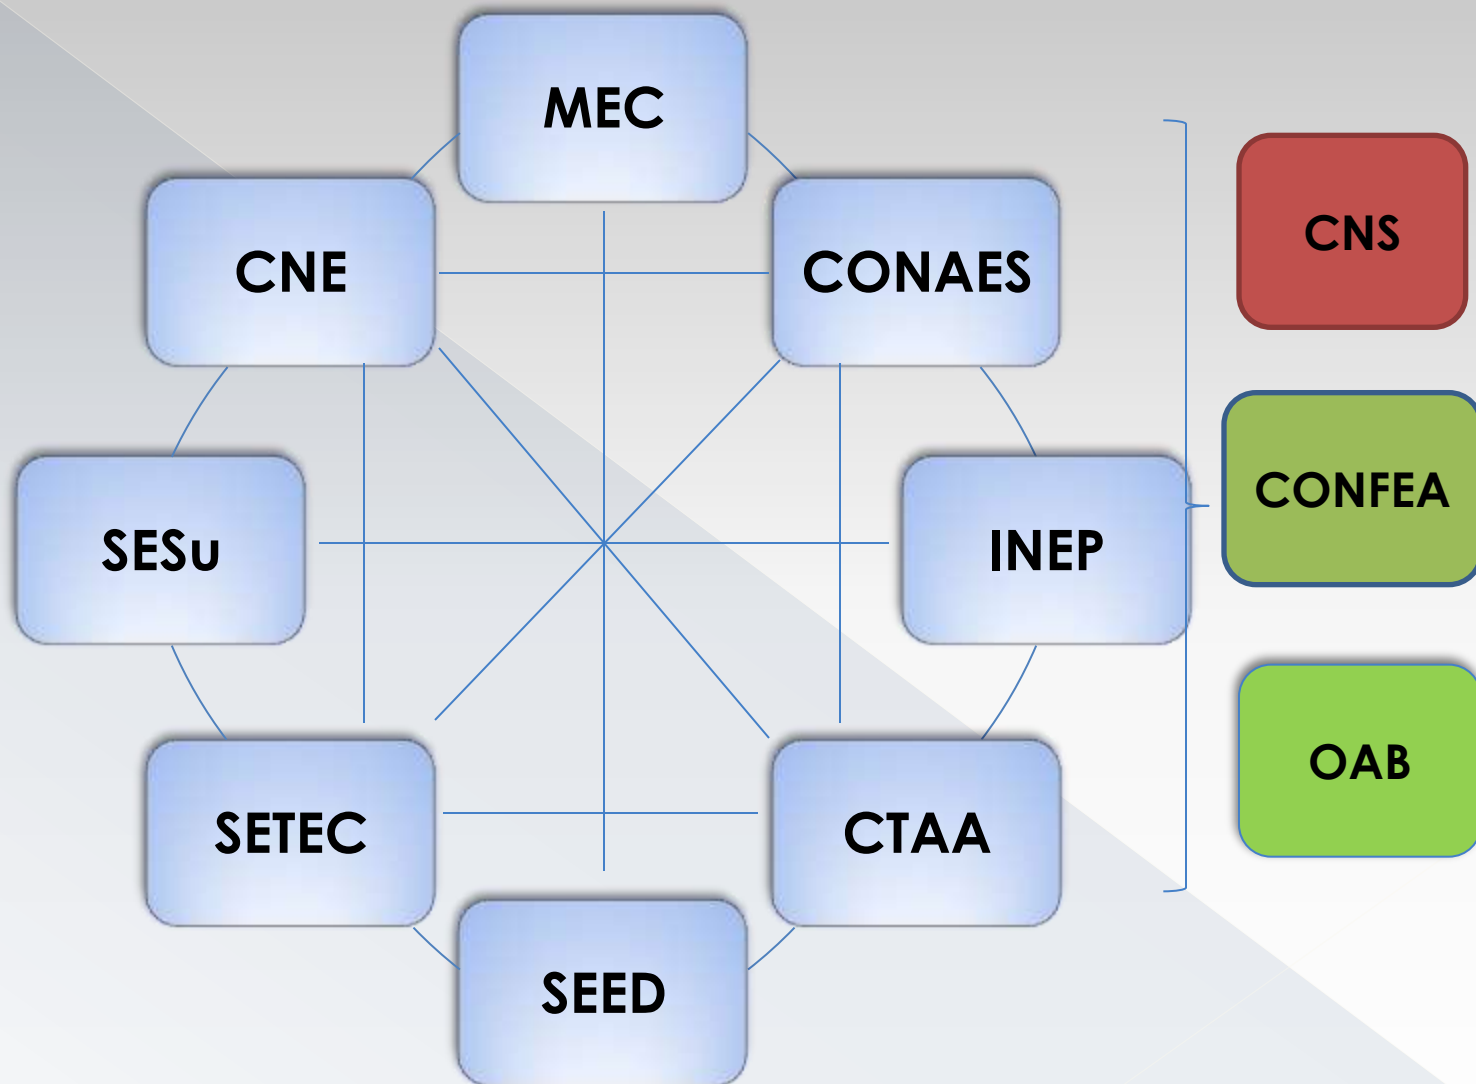 MEC
CNE
CONAES
CNS
SESu
INEP
CONFEA
SETEC
CTAA
OAB
SEED